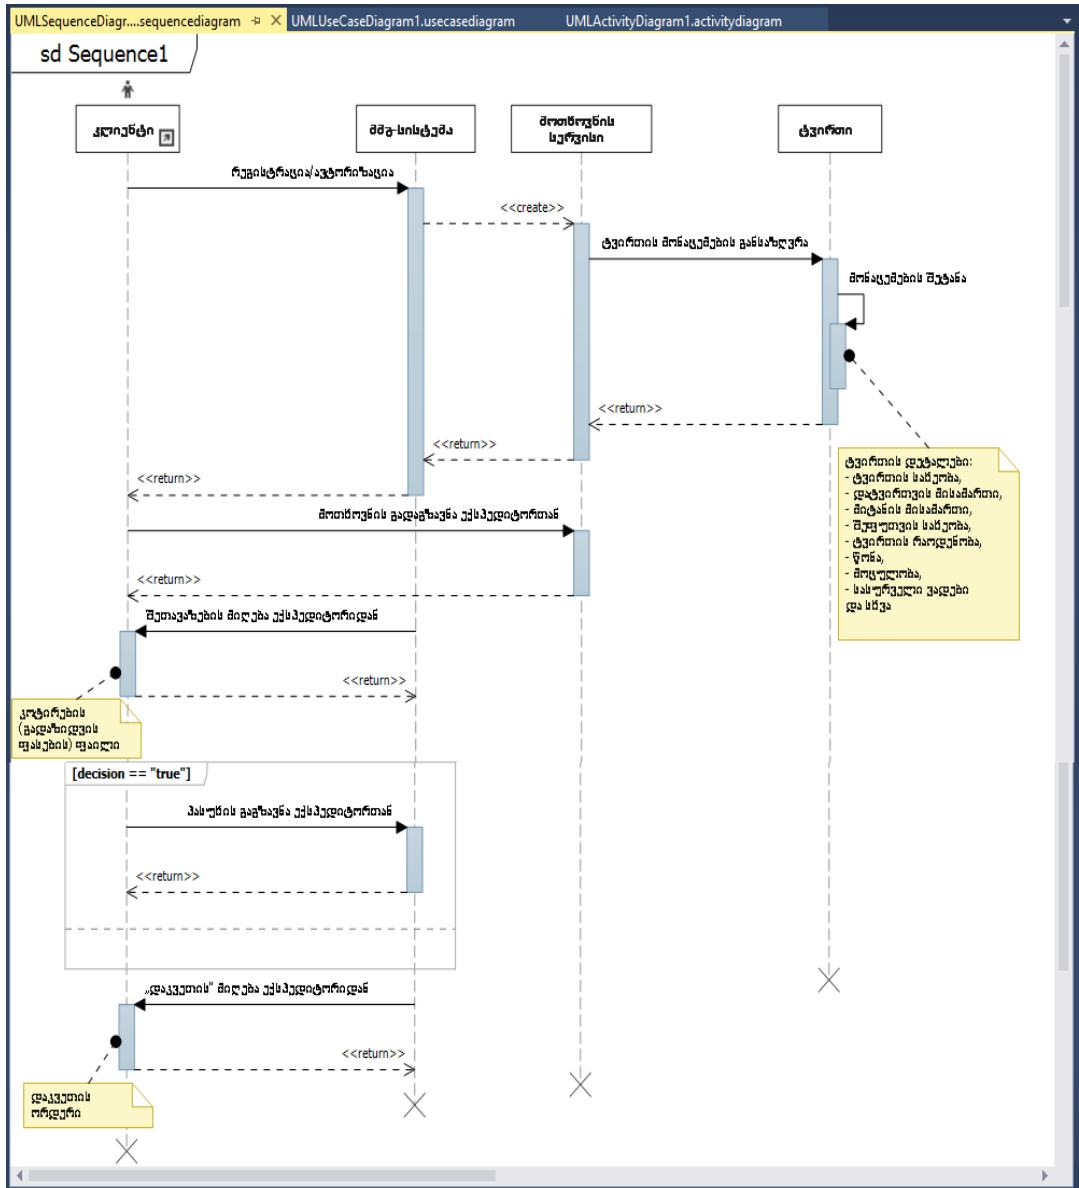 UMLSequenceDiagr....sequencediagram
UMLUseCaseDiagram1.usecasediagram
UMLActivityDiagram1.activitydiagram
sd Sequence1
კლიენტი
მმგ-სისტემა
მოთხოვნის
სერვისი
ტვირთი
რეგისტრაცია/ავტორიზაცია
<<create>>
ტვირთის მონაცემების განსაზღვრა
მონაცემების შეტანა
<<return>>
<<return>>
<<return>>
ტვირთის დეტალები:
- ტვირთის სახეობა,
- დატვირთვის მისამართი,
- მიტანის მისამართი,
- შეფუთვის სახეობა,
- ტვირთის რაოდენობა,
- წონა,
- მოცულობა,
- სასურველი ვადები
და სხვა
მოთხოვნის გადაგზავნა ექსპედიტორთან
<<return>>
შეთავაზების მიღება ექსპედიტორიდან
<<return>>
კოტირების
(გადაზიდვის
ფასების) ფაილი
[decision == "true"]
პასუხის გაგზავნა ექსპედიტორთან
<<return>>
„დაკვეთის" მიღება ექსპედიტორიდან
<<return>>
დაკვეთის
ორდერი